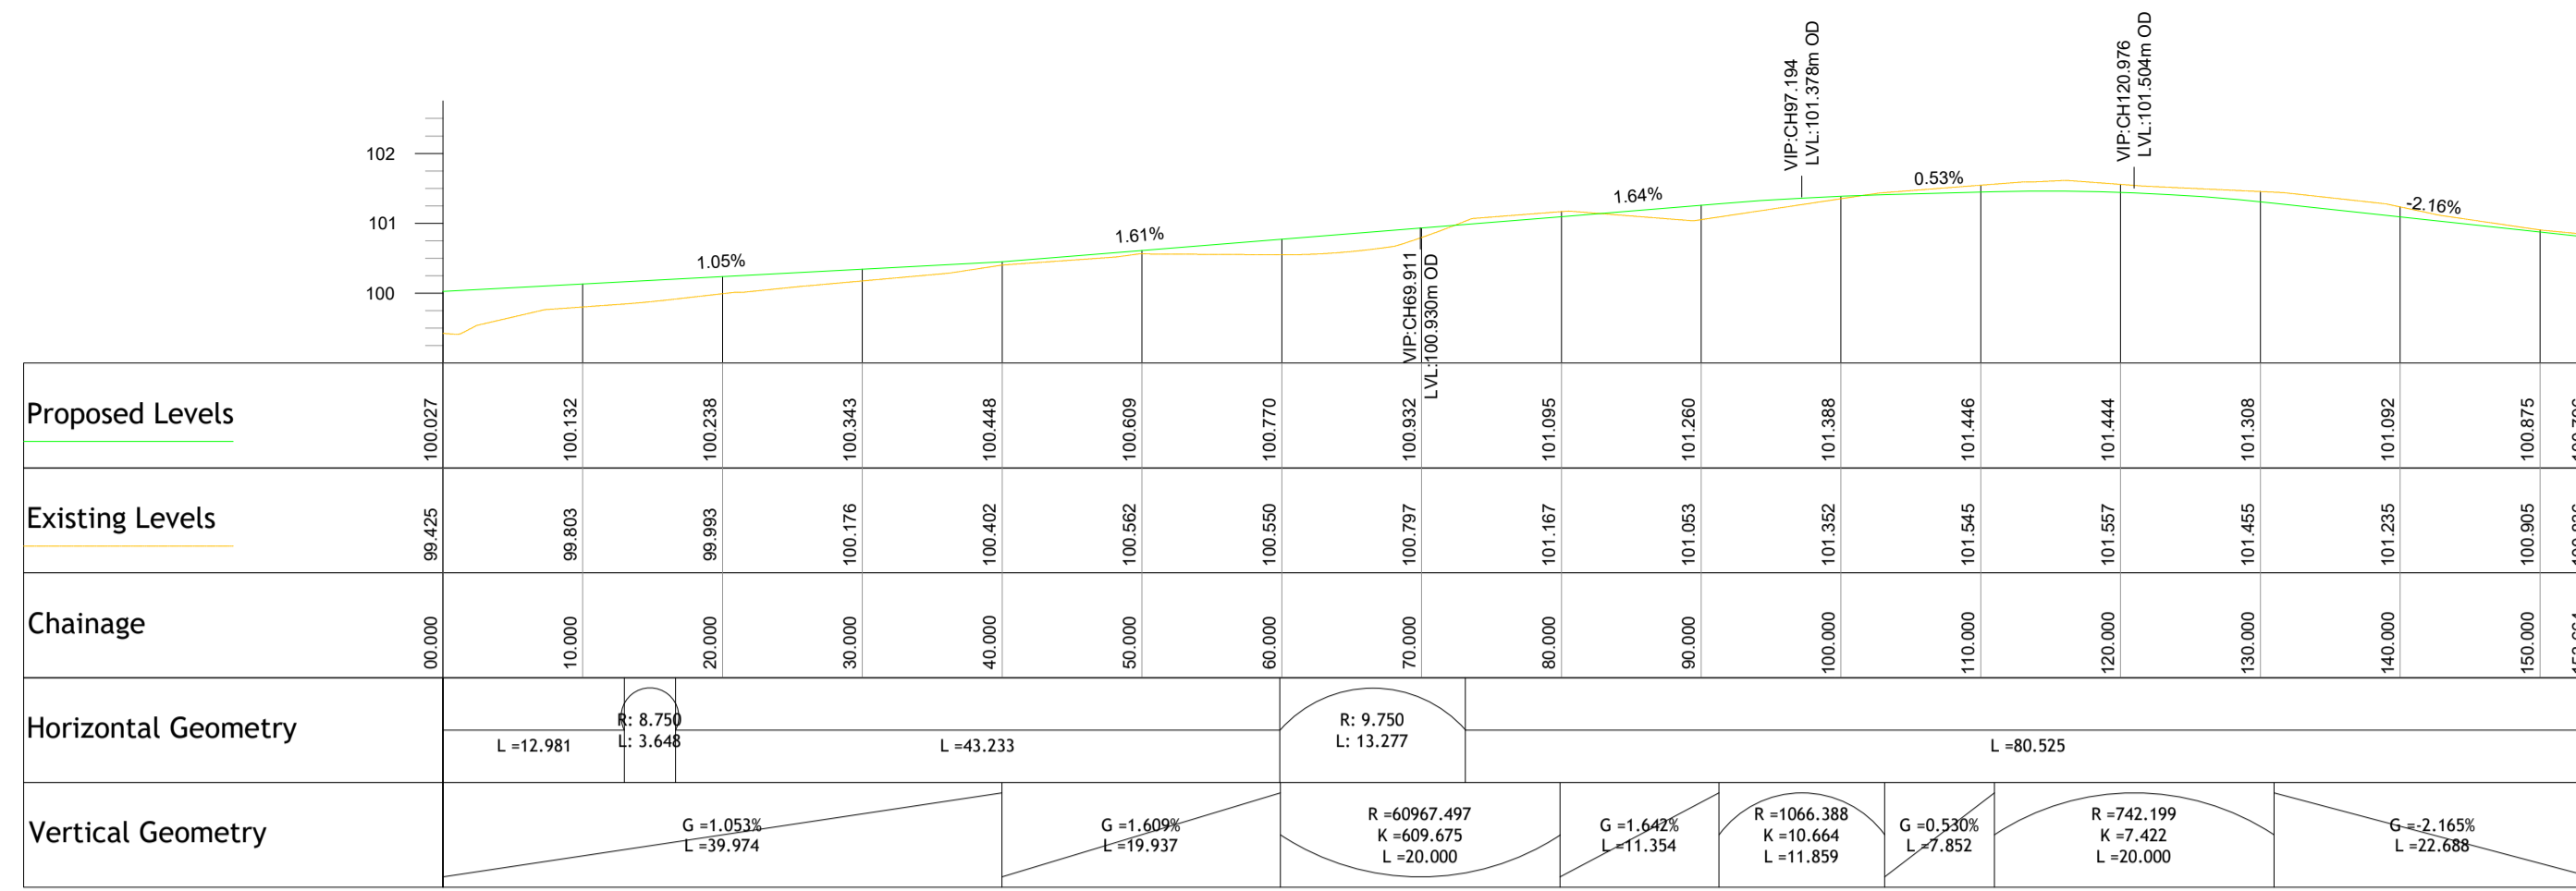 VIP:CH97.194
LVL:101.378m OD
VIP:CH120.976
LVL:101.504m OD
102
101
100
1.05%
1.61%
1.64%
0.53%
-2.16%
VIP:CH69.911
LVL:100.930m OD
Proposed Levels
100.027 100.132 100.238 100.343 100.448 100.609 100.770 100.932 101.095 101.260 101.388 101.446 101.444 101.308 101.092 100.875
Existing Levels
99.425 99.803 99.993 100.176 100.402 100.562 100.550 100.797 101.167 101.053 101.352 101.545 101.557 101.455 101.235 100.905
Chainage
00.000 10.000 20.000 30.000 40.000 50.000 60.000 70.000 80.000 90.000 100.000 110.000 120.000 130.000 140.000 150.000
Horizontal Geometry
L =12.981
R: 8.750
L: 3.648
L =43.233
R: 9.750
L: 13.277
L =80.525
Vertical Geometry
G =1.053%
L =39.974
G =1.609%
L =19.937
R =60967.497
K =609.675
L =20.000
G =1.642%
L =11.354
R =1066.388
K =10.664
L =11.859
G =0.530%
L =7.852
R =742.199
K =7.422
L =20.000
G =-2.165%
L =22.688